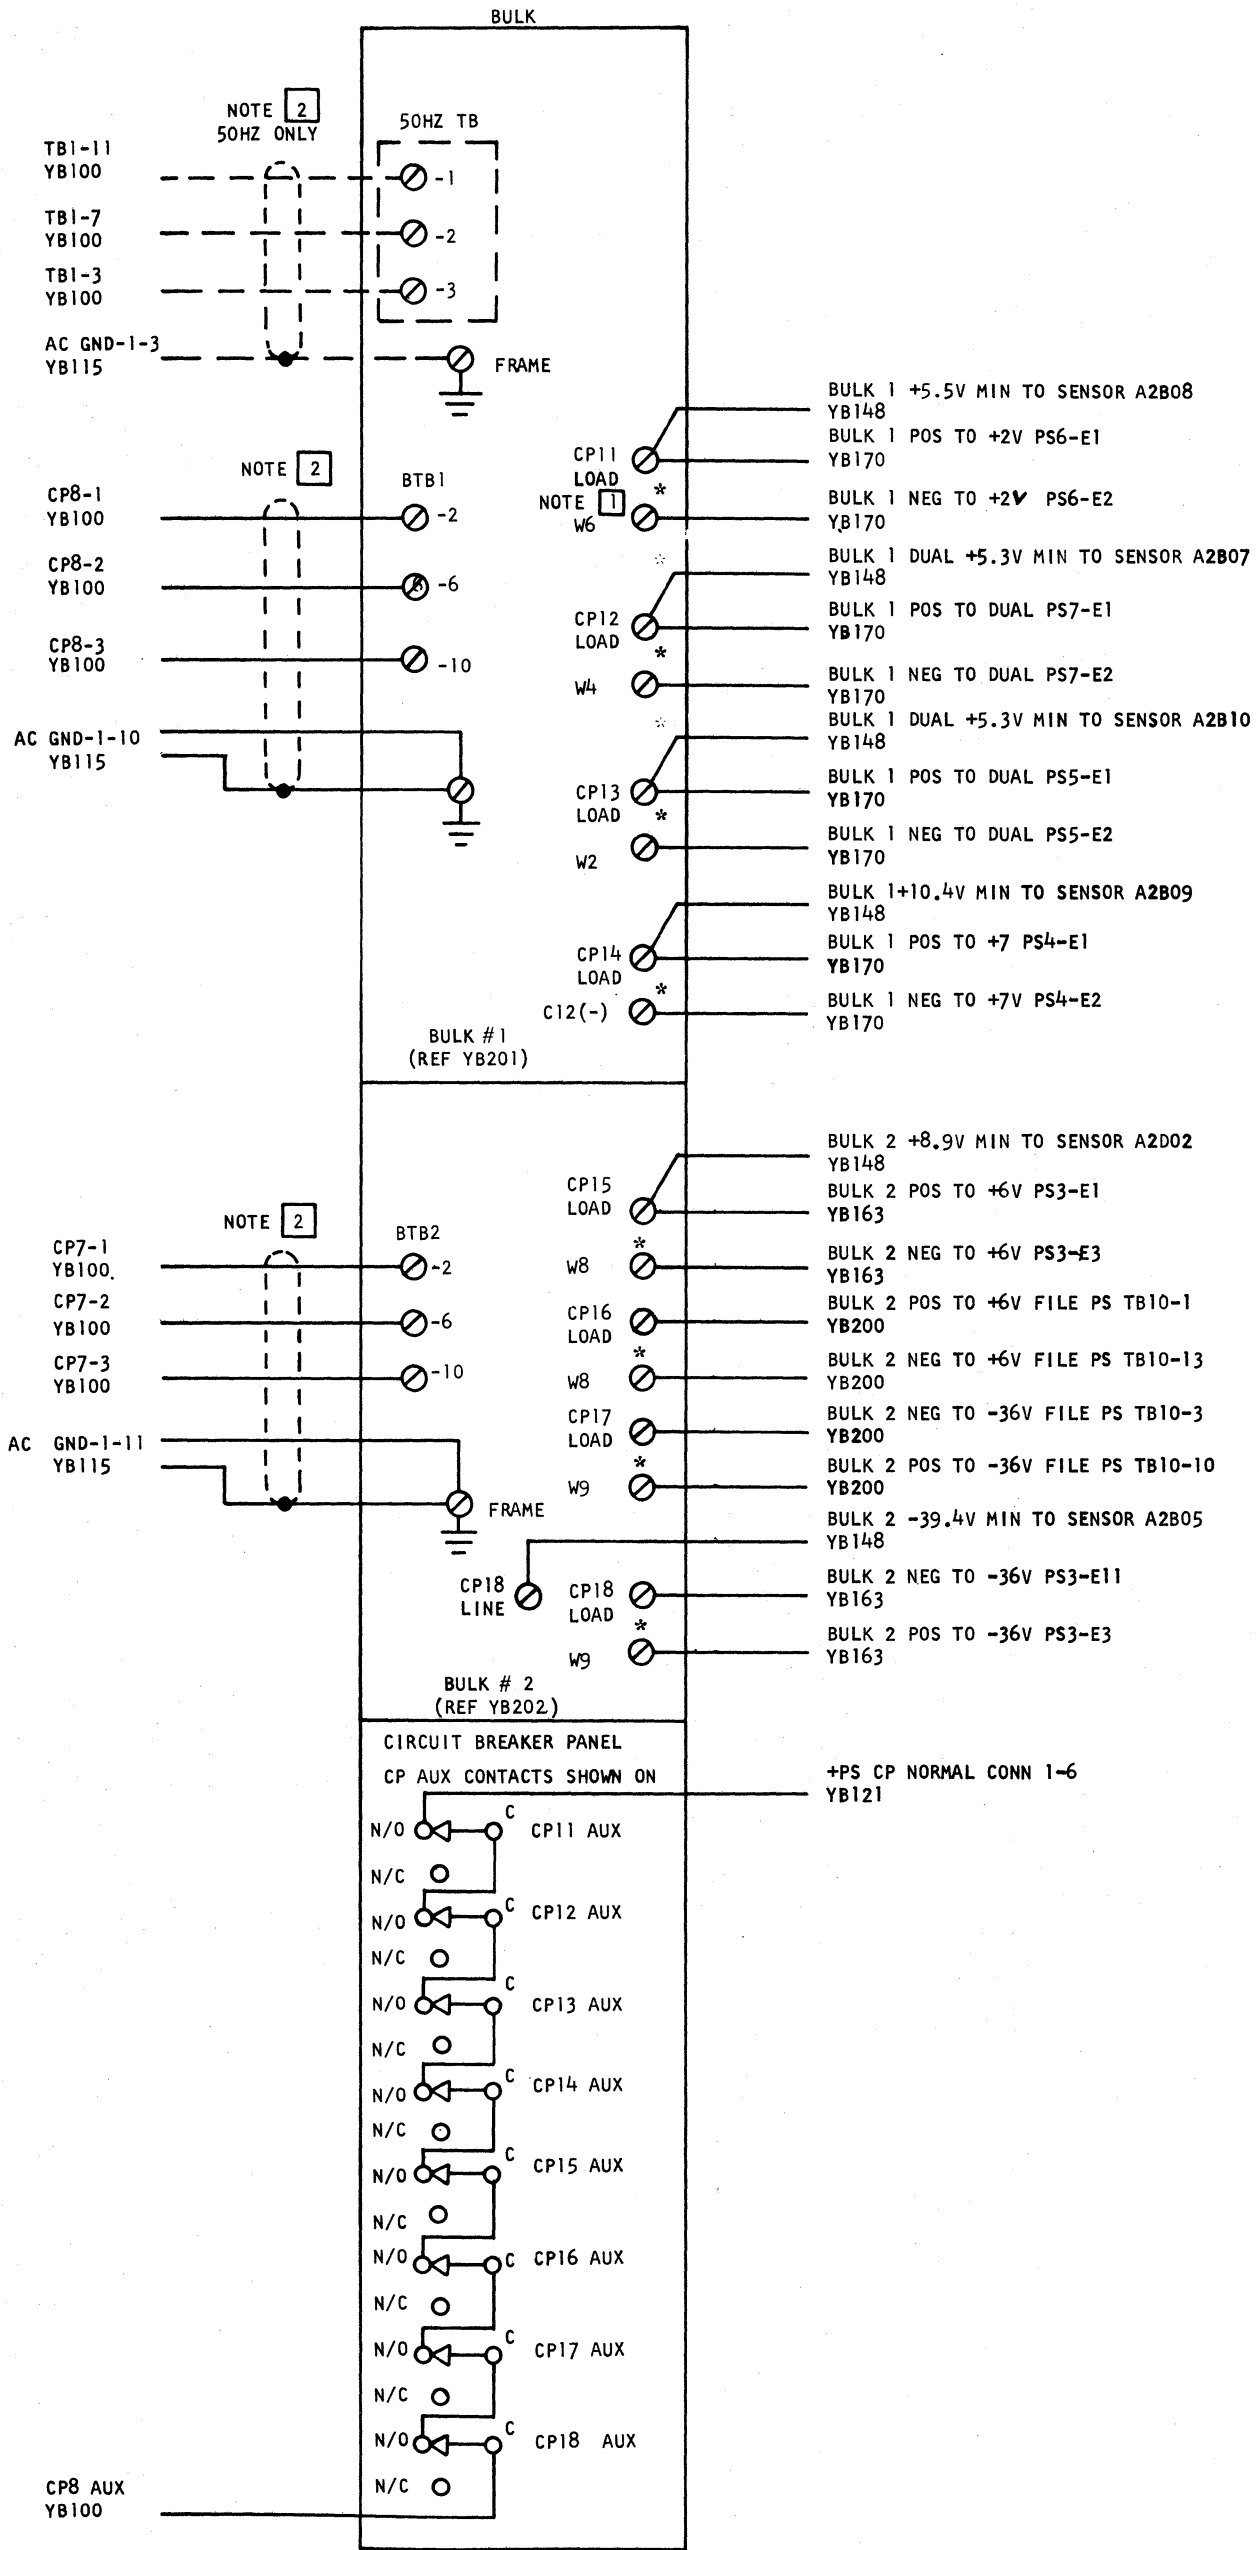 BULK
NOTE 2
50HZ ONLY
50HZ TB
TB1-11
YB100
-1
TB1-7
YB100
-2
TB1-3
YB100
-3
AC GND-1-3
YB115
FRAME
BULK 1 +5.5V MIN TO SENSOR A2B08
YB148
BULK 1 POS TO +2V PS6-E1
YB170
CP11
LOAD
*
NOTE 1
W6
BULK 1 NEG TO +2V PS6-E2
YB170
NOTE 2
BTB1
CP8-1
YB100
-2
CP8-2
YB100
-6
CP8-3
YB100
-10
AC GND-1-10
YB115
*
BULK 1 DUAL +5.3V MIN TO SENSOR A2B07
YB148
CP12
LOAD
*
BULK 1 POS TO DUAL PS7-E1
YB170
W4
BULK 1 NEG TO DUAL PS7-E2
YB170
*
BULK 1 DUAL +5.3V MIN TO SENSOR A2B10
YB148
CP13
LOAD
*
BULK 1 POS TO DUAL PS5-E1
YB170
W2
BULK 1 NEG TO DUAL PS5-E2
YB170
BULK 1+10.4V MIN TO SENSOR A2B09
YB148
CP14
LOAD
*
BULK 1 POS TO +7 PS4-E1
YB170
C12(-)
BULK 1 NEG TO +7V PS4-E2
YB170
BULK #1
(REF YB201)
BULK 2 +8.9V MIN TO SENSOR A2D02
YB148
CP15
LOAD
*
BULK 2 POS TO +6V PS3-E1
YB163
W8
BULK 2 NEG TO +6V PS3-E3
YB163
NOTE 2
BTB2
CP7-1
YB100.
-2
CP7-2
YB100
-6
CP7-3
YB100
-10
AC GND-1-11
YB115
FRAME
CP16
LOAD
*
BULK 2 POS TO +6V FILE PS TB10-1
YB200
W8
BULK 2 NEG TO +6V FILE PS TB10-13
YB200
CP17
LOAD
*
BULK 2 NEG TO -36V FILE PS TB10-3
YB200
W9
BULK 2 POS TO -36V FILE PS TB10-10
YB200
BULK 2 -39.4V MIN TO SENSOR A2B05
YB148
CP18
LINE
CP18
LOAD
*
BULK 2 NEG TO -36V PS3-E11
YB163
W9
BULK 2 POS TO -36V PS3-E3
YB163
BULK # 2
(REF YB202)
CIRCUIT BREAKER PANEL
CP AUX CONTACTS SHOWN ON
+PS CP NORMAL CONN 1-6
YB121
N/O C CP11 AUX
N/C
N/O C CP12 AUX
N/C
N/O C CP13 AUX
N/C
N/O C CP14 AUX
N/C
N/O C CP15 AUX
N/C
N/O C CP16 AUX
N/C
N/O C CP17 AUX
N/C
N/O C CP18 AUX
N/C
CP8 AUX
YB100